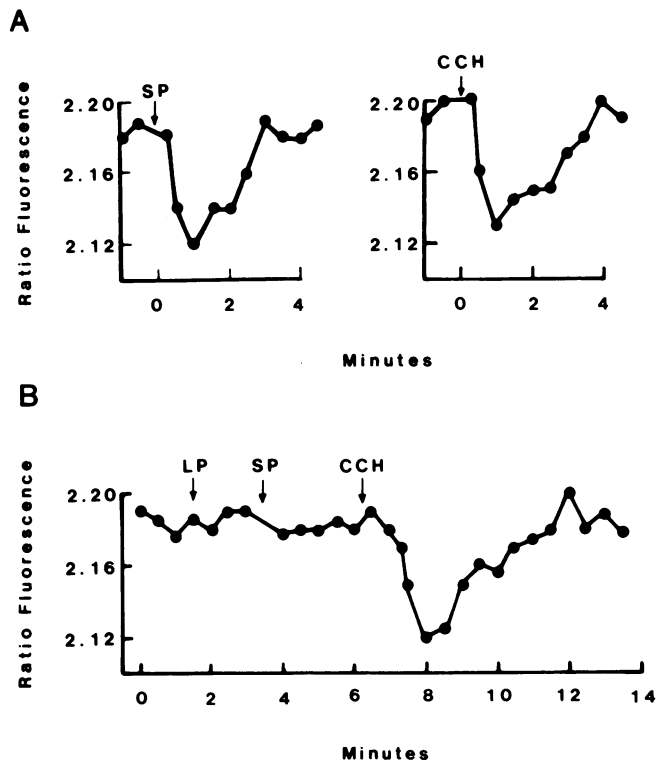 A
SP
CCH
Ratio Fluorescence
2.20
2.16
2.12
0 2 4
2.20
2.16
2.12
0 2 4
Minutes
B
LP SP CCH
Ratio Fluorescence
2.20
2.16
2.12
0 2 4 6 8 10 12 14
Minutes